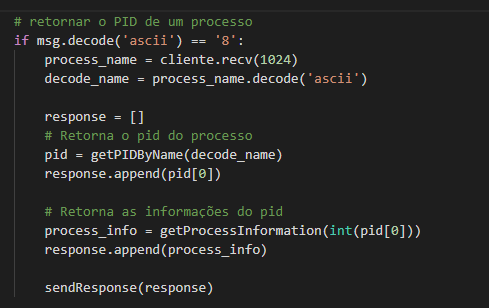 # retornar o PID de um processo
if msg.decode('ascii') == '8':
    process_name = cliente.recv(1024)
    decode_name = process_name.decode('ascii')

    response = []
    # Retorna o pid do processo
    pid = getPIDByName(decode_name)
    response.append(pid[0])

    # Retorna as informações do pid
    process_info = getProcessInformation(int(pid[0]))
    response.append(process_info)

    sendResponse(response)